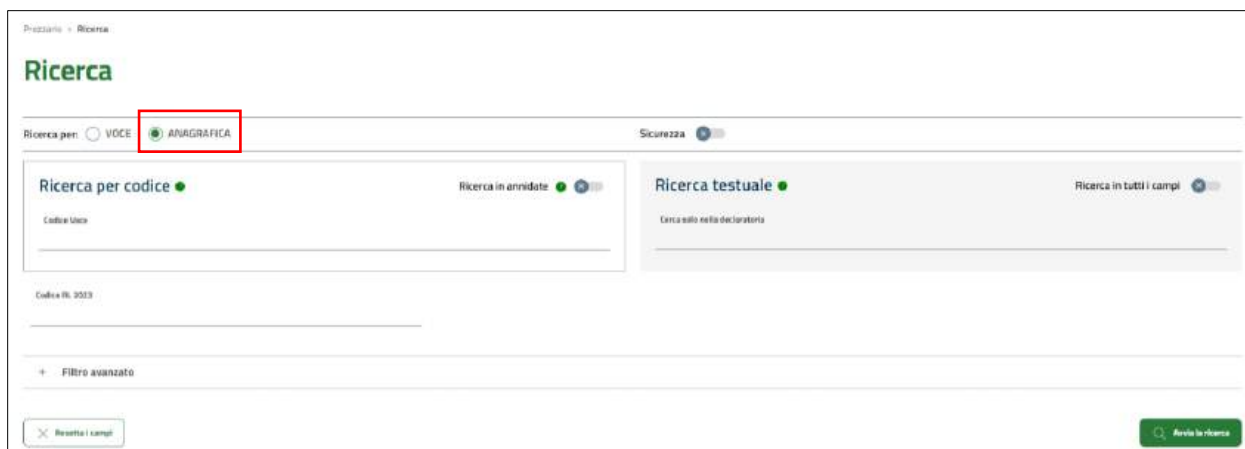 Prezzario > Ricerca
Ricerca
Ricerca per: VOCE ANAGRAFICA
Sicurezza
Ricerca per codice
Ricerca in annidate
Codice Voce
Ricerca testuale
Ricerca in tutti i campi
Cerca solo nella declaratoria
Codice Rl. 2023
+ Filtro avanzato
Resetta i campi
Avvia la ricerca